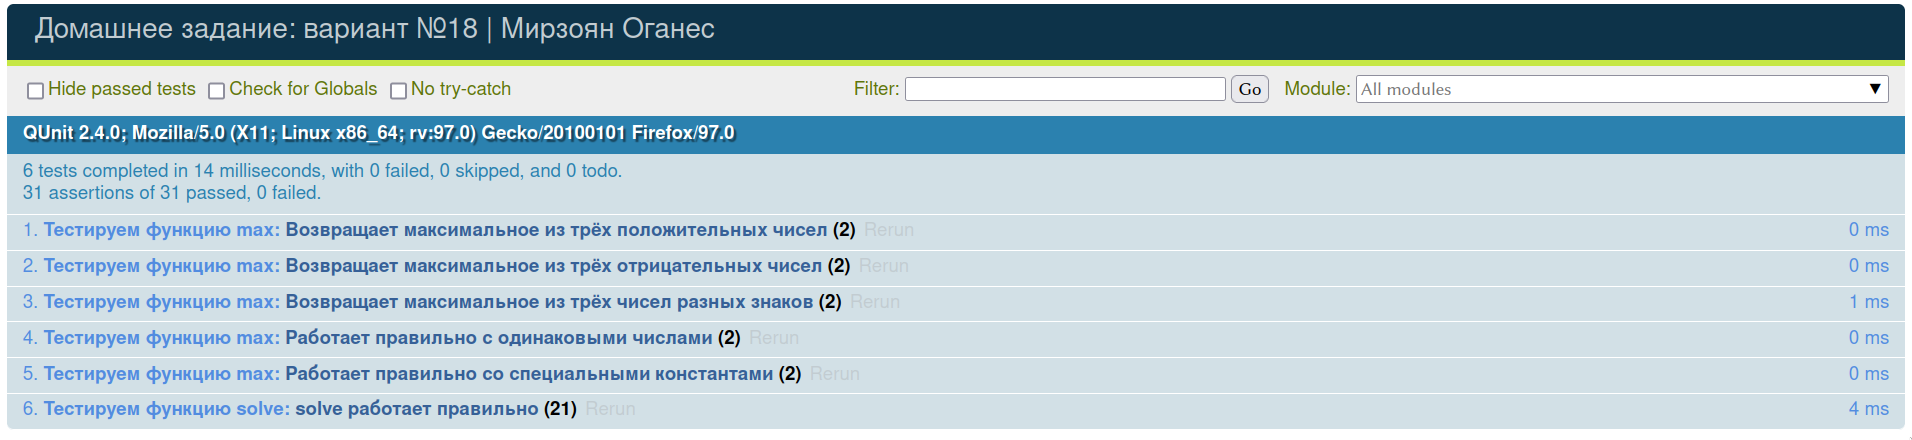 Домашнее задание: вариант №18 | Мирзоян Оганес
Hide passed tests Check for Globals No try-catch Filter: Go Module: All modules ▼
QUnit 2.4.0; Mozilla/5.0 (X11; Linux x86_64; rv:97.0) Gecko/20100101 Firefox/97.0
6 tests completed in 14 milliseconds, with 0 failed, 0 skipped, and 0 todo.
31 assertions of 31 passed, 0 failed.
1. Тестируем функцию max: Возвращает максимальное из трёх положительных чисел (2) Rerun 0 ms
2. Тестируем функцию max: Возвращает максимальное из трёх отрицательных чисел (2) Rerun 0 ms
3. Тестируем функцию max: Возвращает максимальное из трёх чисел разных знаков (2) Rerun 1 ms
4. Тестируем функцию max: Работает правильно с одинаковыми числами (2) Rerun 0 ms
5. Тестируем функцию max: Работает правильно со специальными константами (2) Rerun 0 ms
6. Тестируем функцию solve: solve работает правильно (21) Rerun 4 ms